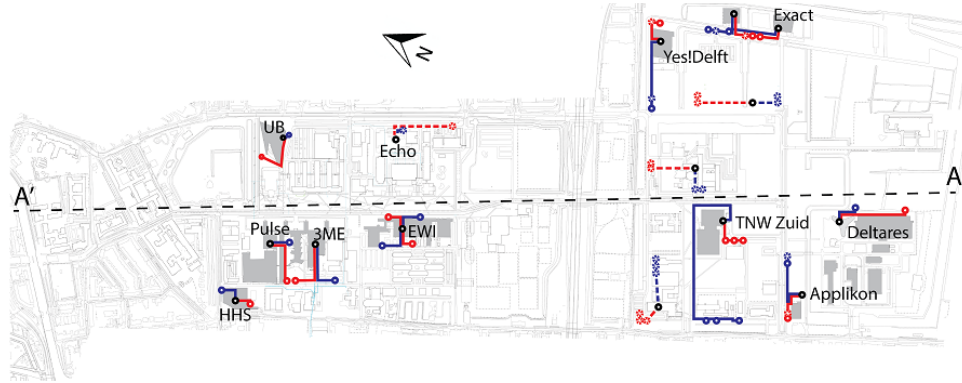 Exact
Yes!Delft
N
UB
Echo
A'
A
Pulse
3ME
EWI
TNW Zuid
Deltares
Applikon
HHS